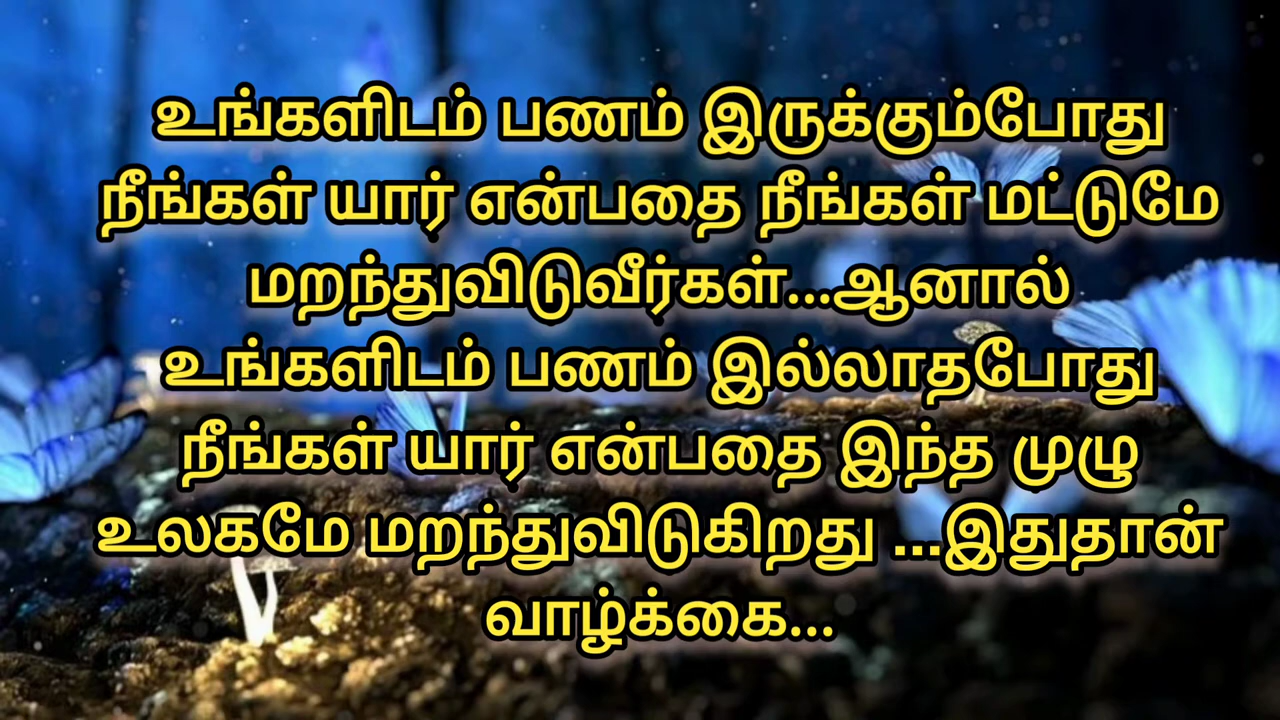 உங்களிடம் பணம் இருக்கும்போது
நீங்கள் யார் என்பதை நீங்கள் மட்டுமே
மறந்துவிடுவீர்கள்...ஆனால்
உங்களிடம் பணம் இல்லாதபோது
நீங்கள் யார் என்பதை இந்த முழு
உலகமே மறந்துவிடுகிறது ...இதுதான்
வாழ்க்கை...